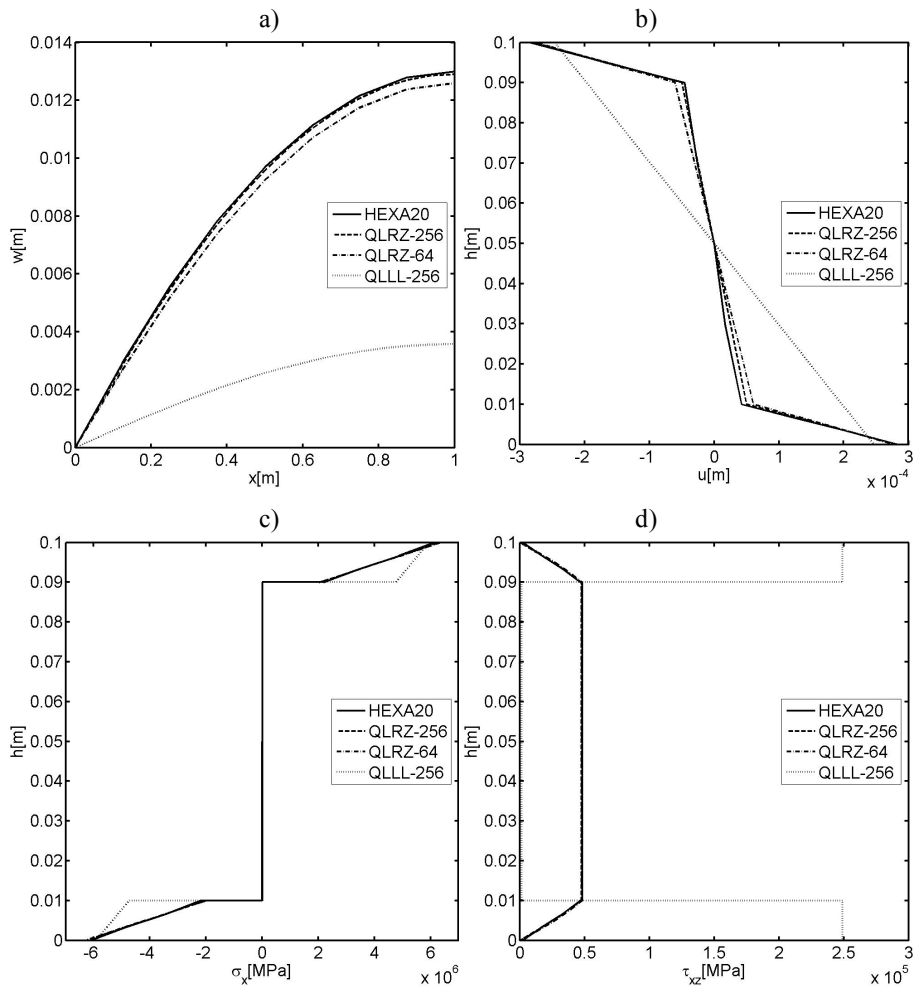 a)
0.014
0.012
0.01
0.008
0.006
0.004
0.002
0
w[m]
0
0.2
0.4
0.6
0.8
1
x[m]
HEXA20
QLRZ-256
QLRZ-64
QLLL-256
b)
0.1
0.09
0.08
0.07
0.06
0.05
0.04
0.03
0.02
0.01
0
h[m]
-3
-2
-1
0
1
2
3
u[m]
x 10⁻⁴
HEXA20
QLRZ-256
QLRZ-64
QLLL-256
c)
0.1
0.09
0.08
0.07
0.06
0.05
0.04
0.03
0.02
0.01
0
h[m]
-6
-4
-2
0
2
4
6
σx[MPa]
x 10⁶
HEXA20
QLRZ-256
QLRZ-64
QLLL-256
d)
0.1
0.09
0.08
0.07
0.06
0.05
0.04
0.03
0.02
0.01
0
h[m]
0
0.5
1
1.5
2
2.5
3
τxz[MPa]
x 10⁵
HEXA20
QLRZ-256
QLRZ-64
QLLL-256